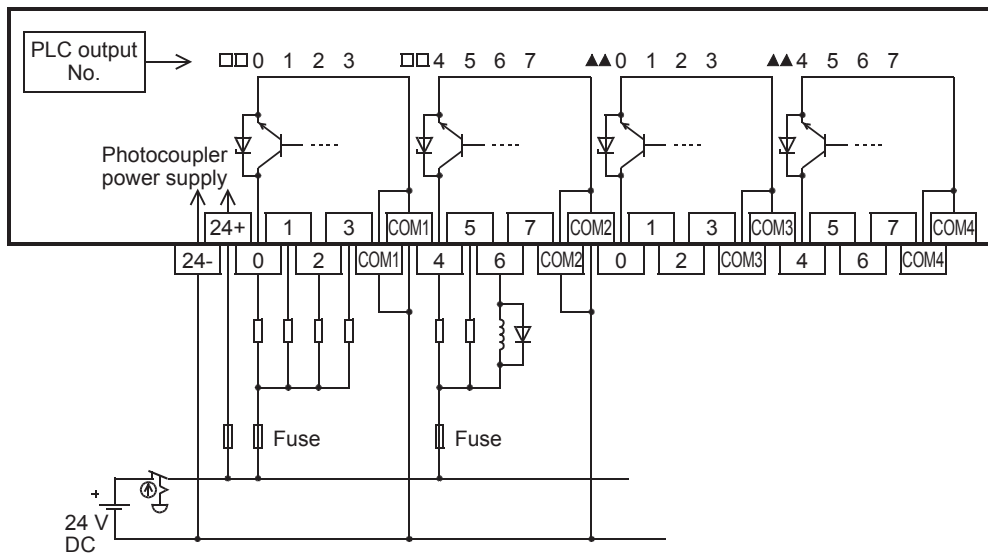 PLC output
No.
□□0 1 2 3 □□4 5 6 7 ▲▲0 1 2 3 ▲▲4 5 6 7
Photocoupler
power supply
24+ 1 3 COM1 5 7 COM2 1 3 COM3 5 7 COM4
24- 0 2 COM1 4 6 COM2 0 2 COM3 4 6 COM4
Fuse Fuse
+
24 V
DC